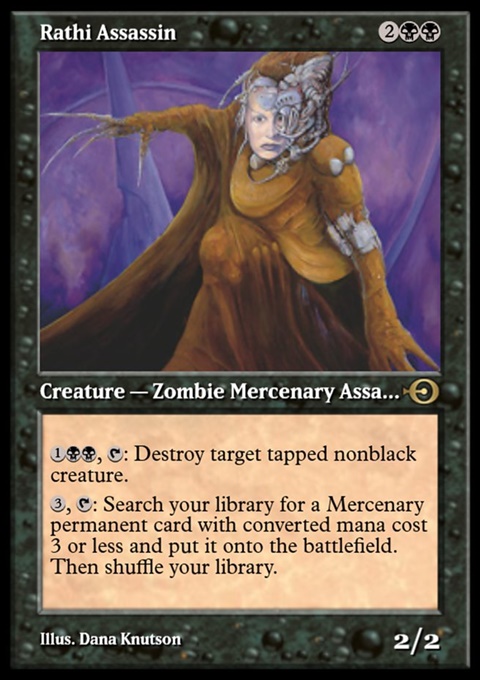 Rathi Assassin 2
Creature — Zombie Mercenary Assa...
1, : Destroy target tapped nonblack
creature.
3, : Search your library for a Mercenary
permanent card with converted mana cost
3 or less and put it onto the battlefield.
Then shuffle your library.
Illus. Dana Knutson 2/2